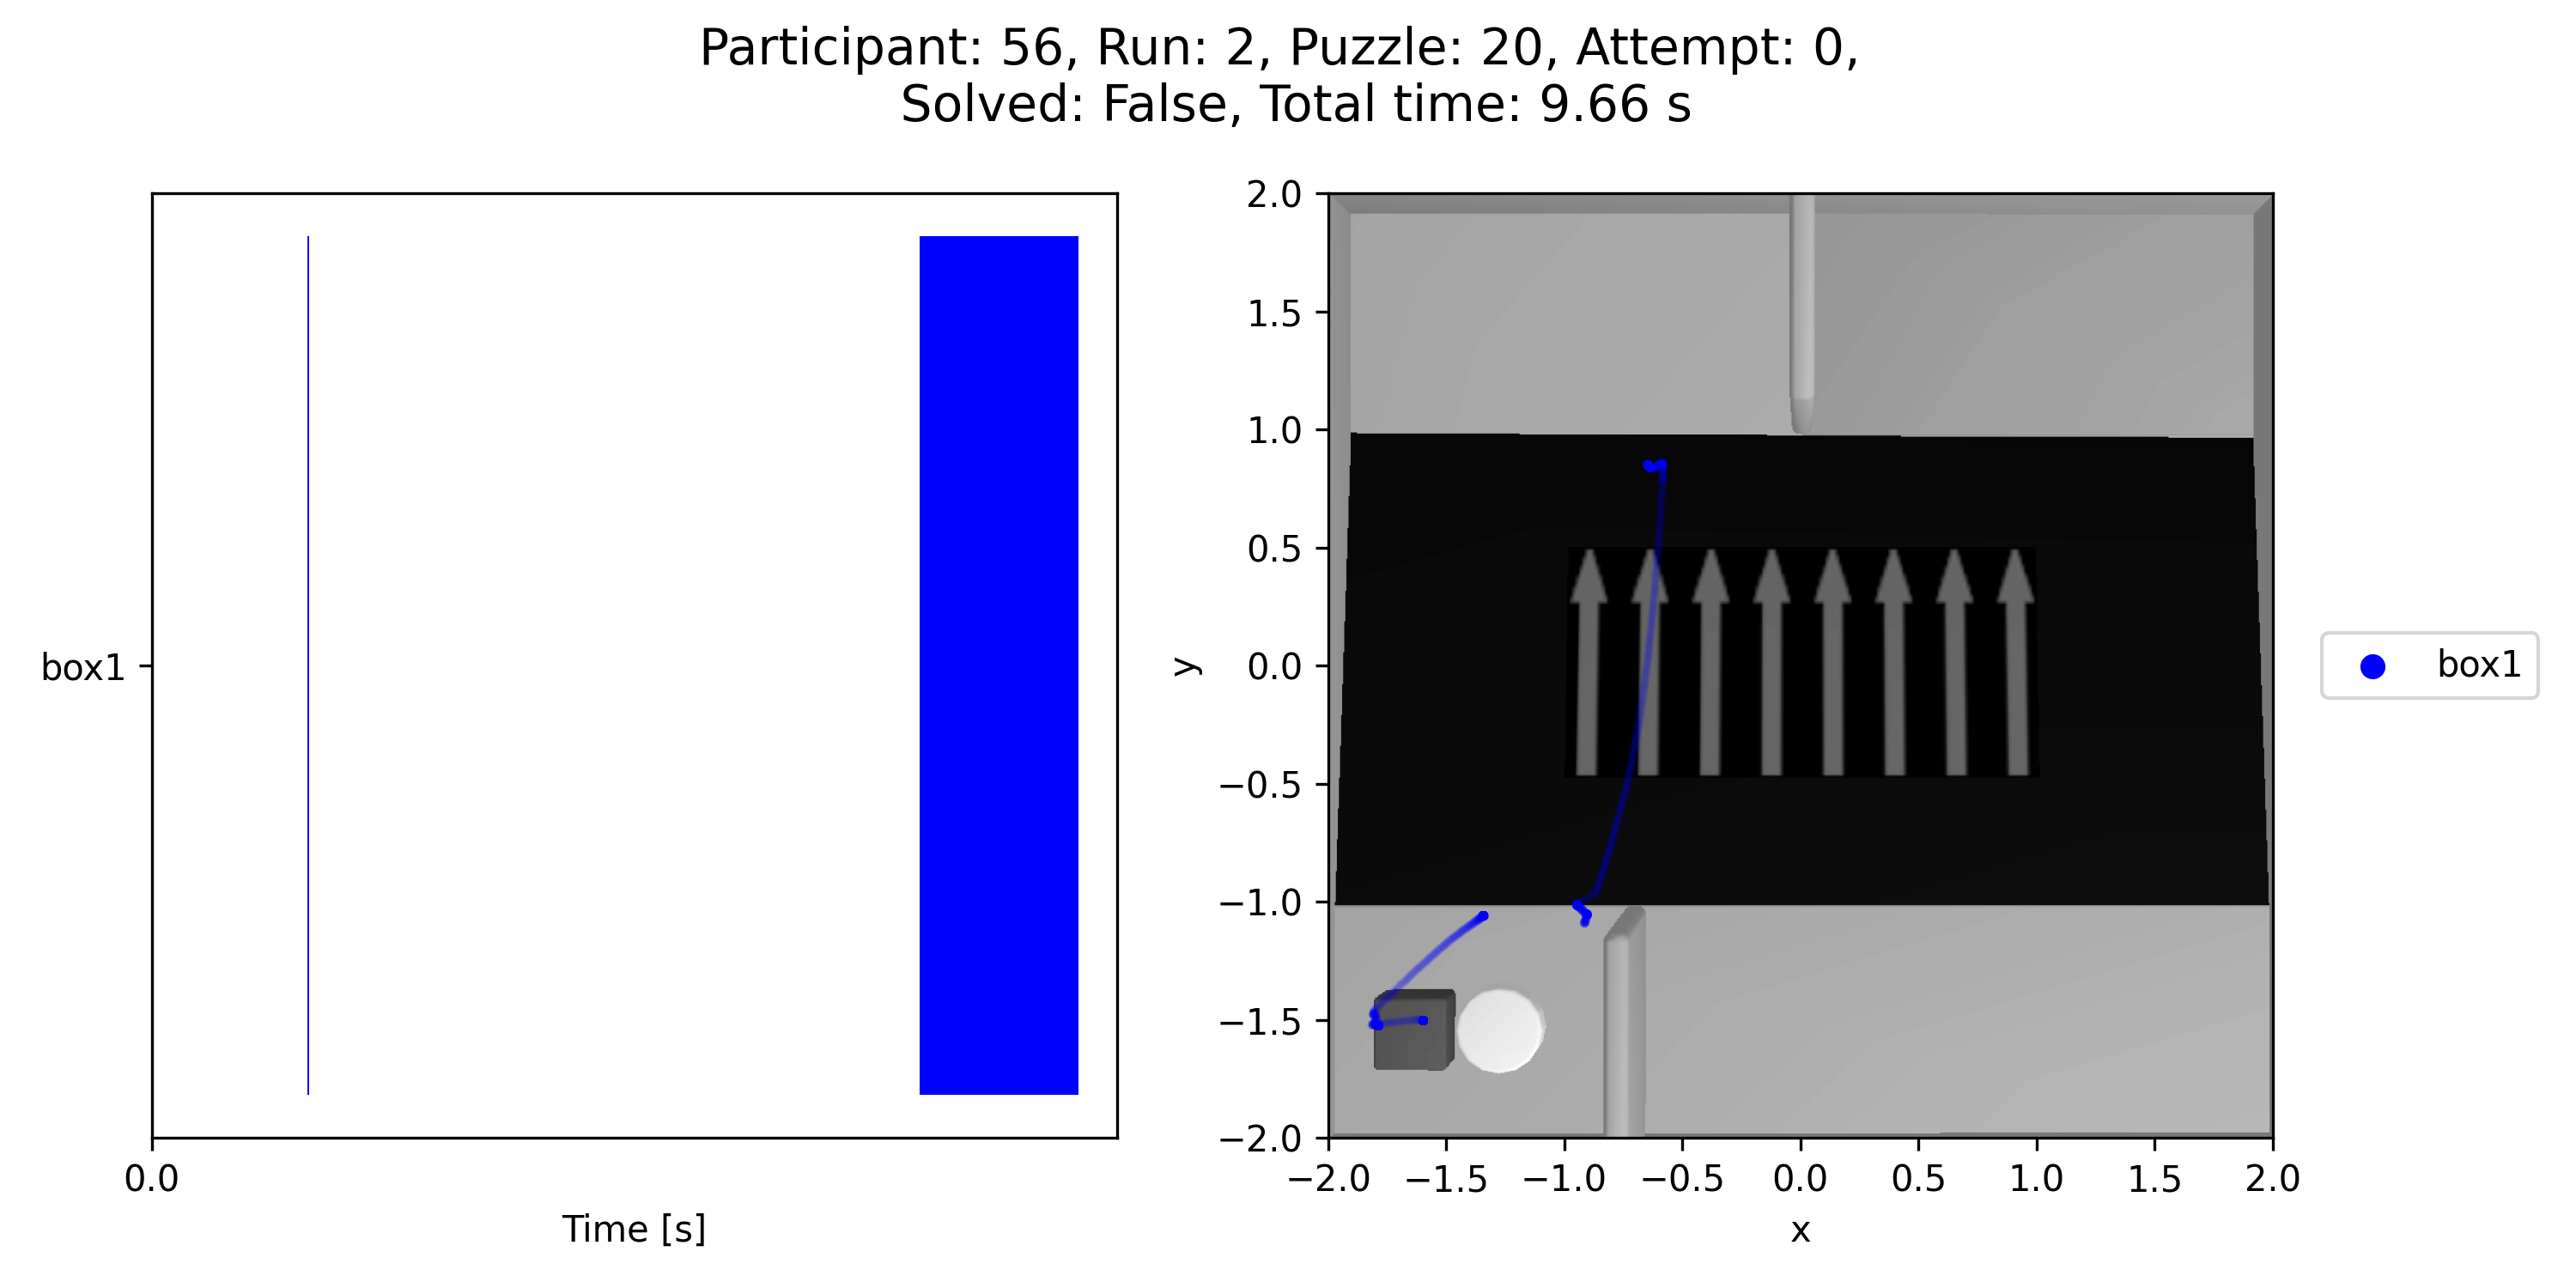 Participant: 56, Run: 2, Puzzle: 20, Attempt: 0,
Solved: False, Total time: 9.66 s
box1
0.0
Time [s]
2.0
1.5
1.0
0.5
0.0
−0.5
−1.0
−1.5
−2.0
y
−2.0 −1.5 −1.0 −0.5 0.0 0.5 1.0 1.5 2.0
x
box1